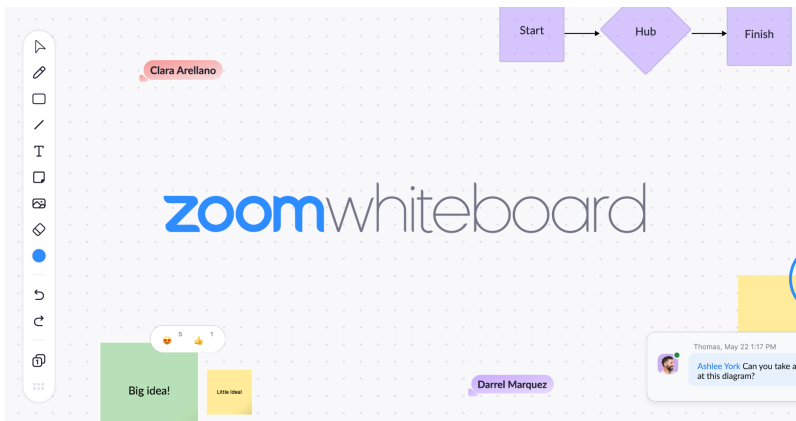 Start
Hub
Finish
Clara Arellano
T
zoomwhiteboard
5
1
1
Big idea!
Little Idea!
Darrel Marquez
Thomas, May 22 1:17 PM
Ashlee York Can you take a
at this diagram?